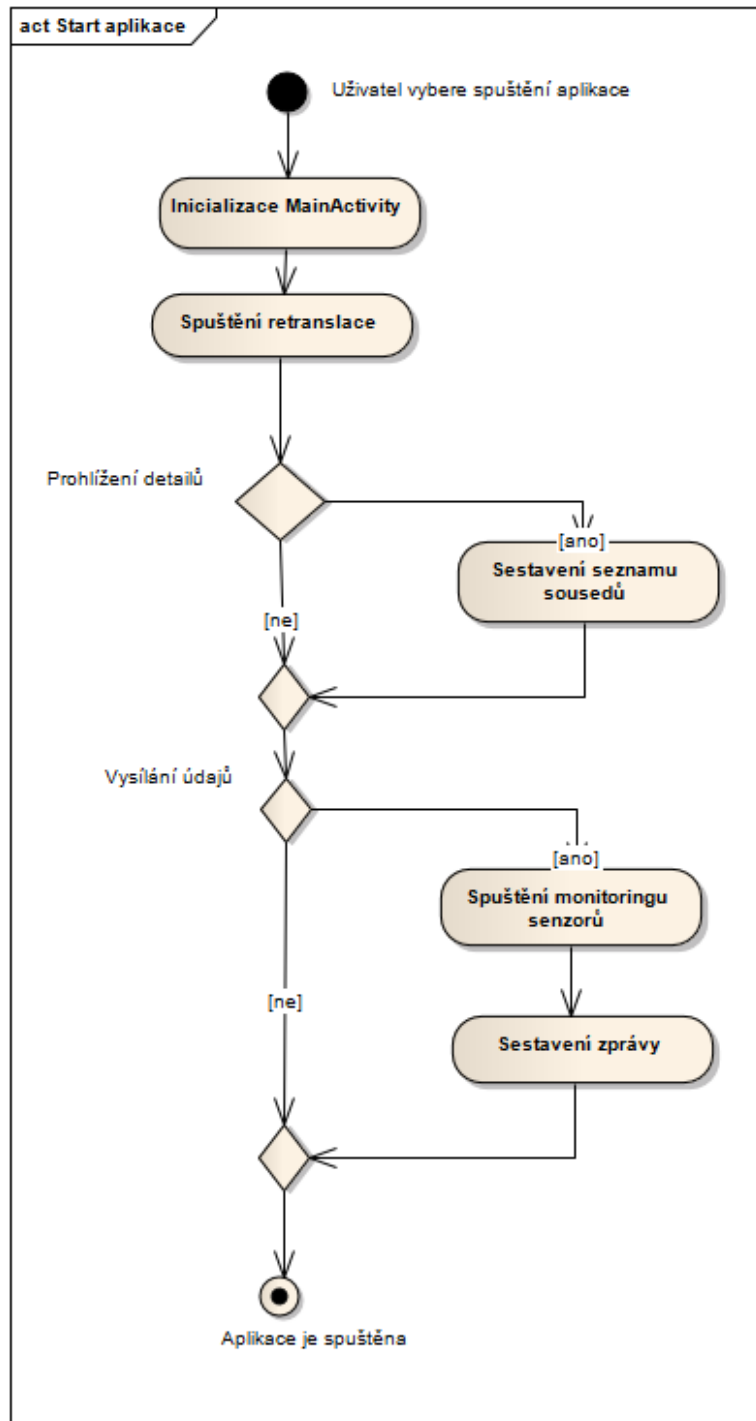 act Start aplikace
Uživatel vybere spuštění aplikace
Inicializace MainActivity
Spuštění retranslace
Prohlížení detailů
[ano]
Sestavení seznamu
sousedů
[ne]
Vysílání údajů
[ano]
Spuštění monitoringu
senzorů
[ne]
Sestavení zprávy
Aplikace je spuštěna